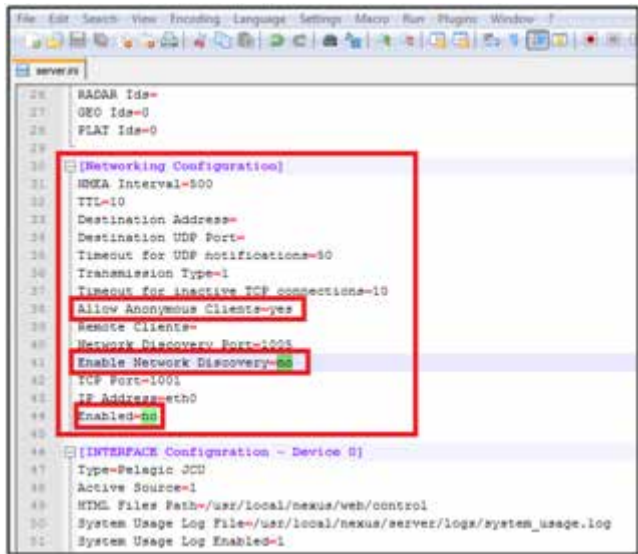 File Edit Search View Encoding Language Settings Macro Run Plugins Window ?
server.ini
26 RADAR Ids=
27 GEO Ids=0
28 PLAT Ids=0
29
30 [Networking Configuration]
31 HMKA Interval=500
32 TTL=10
33 Destination Address=
34 Destination UDP Port=
35 Timeout for UDP notifications=50
36 Transmission Type=1
37 Timeout for inactive TCP connections=10
38 Allow Anonymous Clients=yes
39 Remote Clients=
40 Network Discovery Port=1005
41 Enable Network Discovery=no
42 TCP Port=1001
43 IP Address=eth0
44 Enabled=no
45
46 [INTERFACE Configuration - Device 0]
47 Type=Pelagic JCU
48 Active Source=1
49 HTML Files Path=/usr/local/nexus/web/control
50 System Usage Log File=/usr/local/nexus/server/logs/system_usage.log
51 System Usage Log Enabled=1